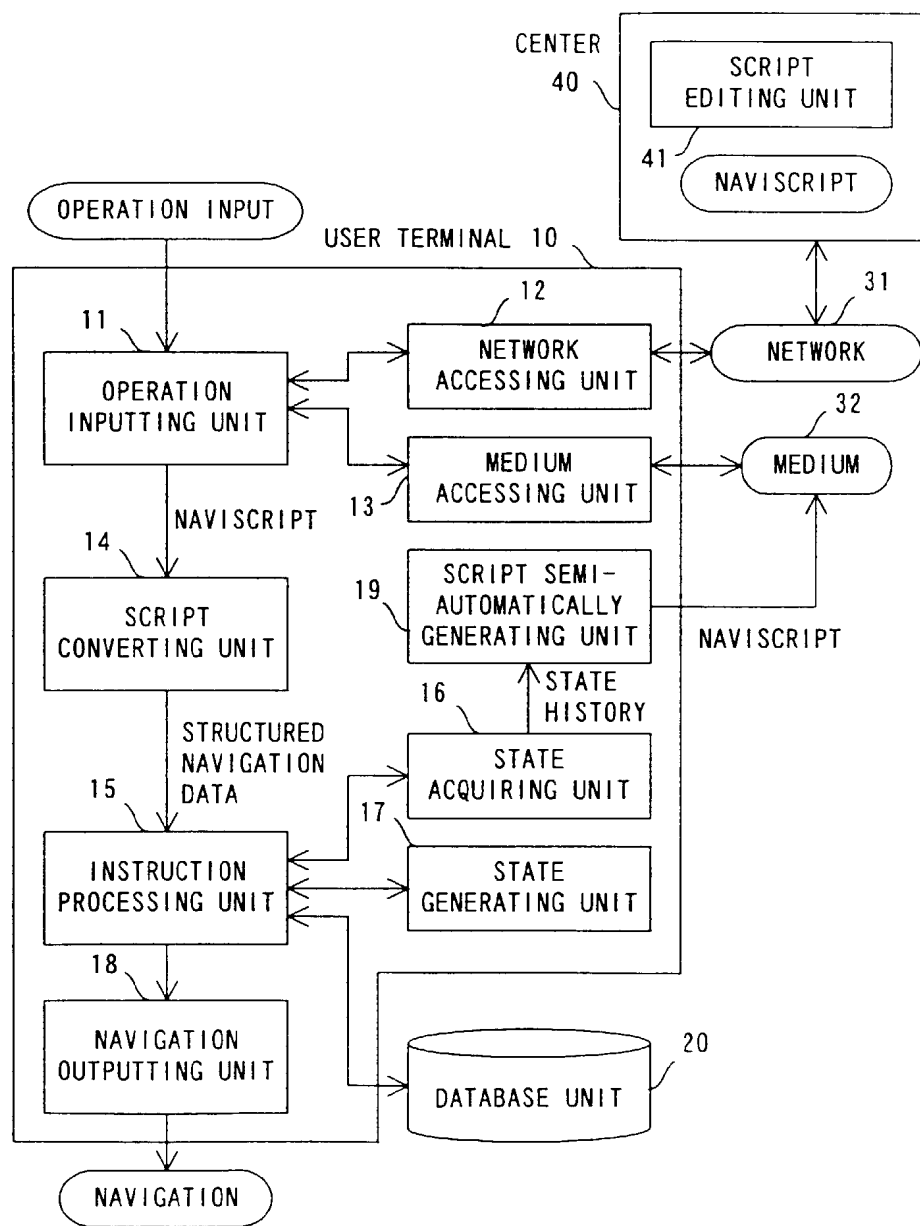 CENTER
40
SCRIPT
EDITING UNIT
41
NAVISCRIPT
OPERATION INPUT
USER TERMINAL 10
11
12
31
OPERATION
INPUTTING UNIT
NETWORK
ACCESSING UNIT
NETWORK
32
13
MEDIUM
ACCESSING UNIT
MEDIUM
NAVISCRIPT
14
SCRIPT
CONVERTING UNIT
19
SCRIPT SEMI-
AUTOMATICALLY
GENERATING UNIT
NAVISCRIPT
STATE
HISTORY
16
STRUCTURED
NAVIGATION
DATA
STATE
ACQUIRING UNIT
15
17
INSTRUCTION
PROCESSING UNIT
STATE
GENERATING UNIT
18
NAVIGATION
OUTPUTTING UNIT
20
DATABASE UNIT
NAVIGATION